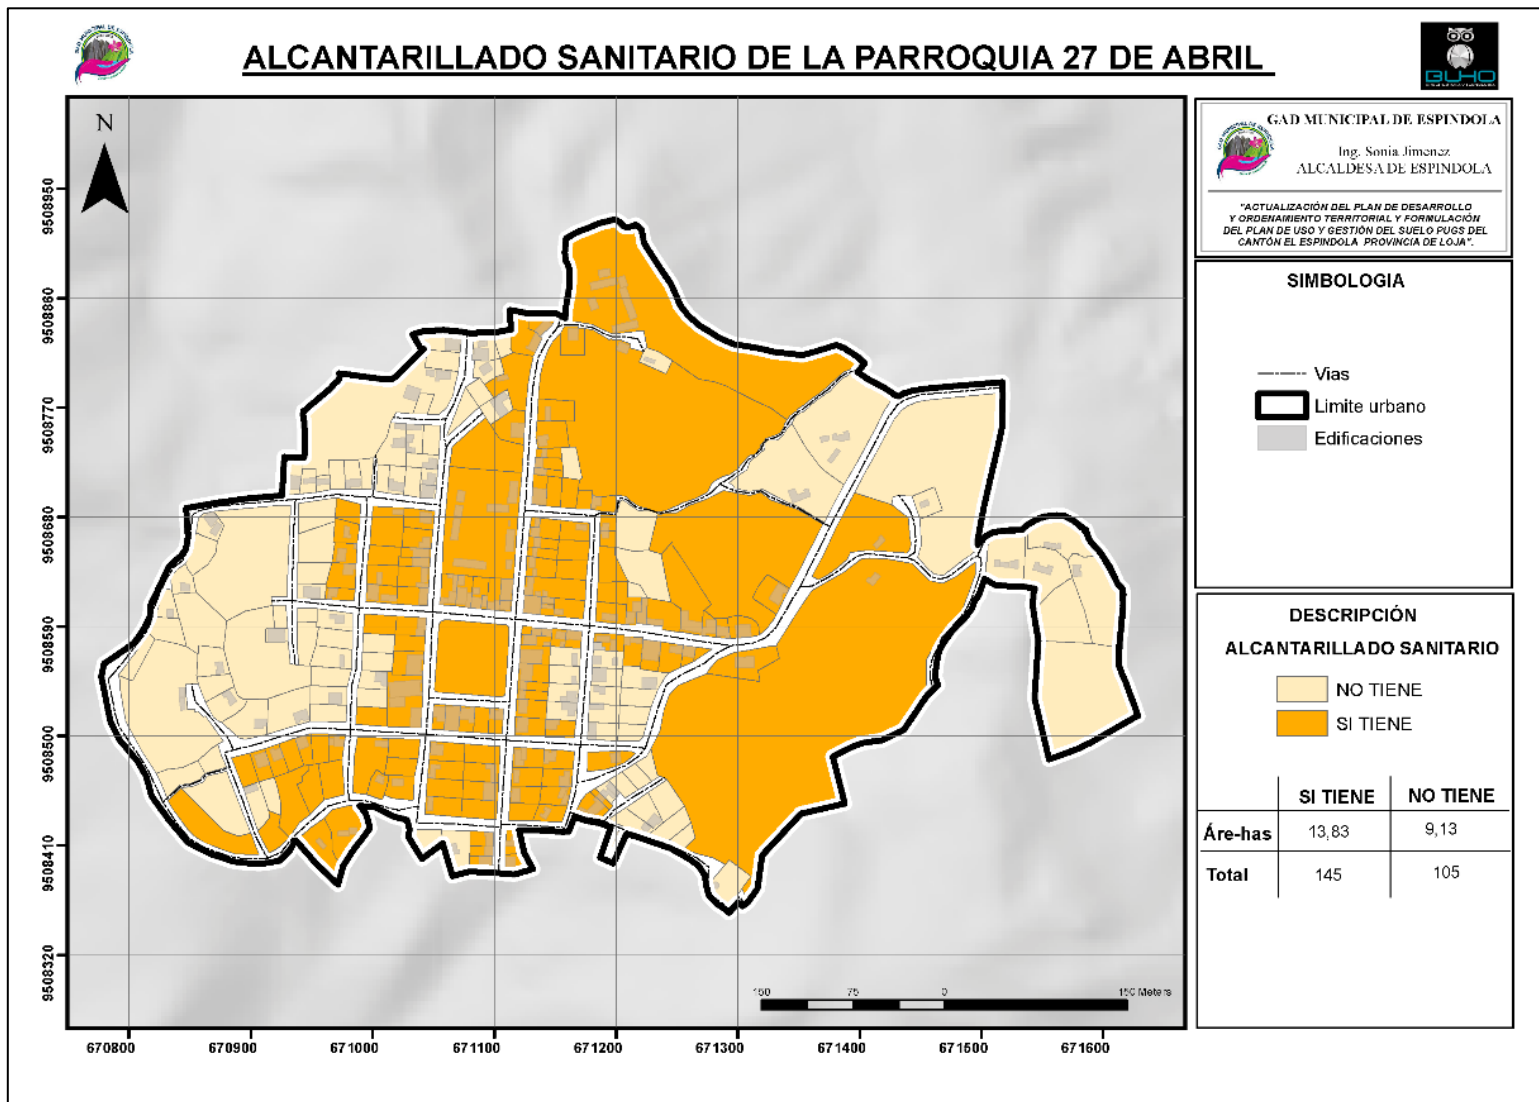 ALCANTARILLADO SANITARIO DE LA PARROQUIA 27 DE ABRIL
BUHO
N
GAD MUNICIPAL DE ESPINDOLA
Ing. Sonia Jimenez
ALCALDESA DE ESPINDOLA
"ACTUALIZACIÓN DEL PLAN DE DESARROLLO
Y ORDENAMIENTO TERRITORIAL Y FORMULACIÓN
DEL PLAN DE USO Y GESTIÓN DEL SUELO PUGS DEL
CANTÓN EL ESPINDOLA PROVINCIA DE LOJA".
SIMBOLOGIA
Vias
Limite urbano
Edificaciones
DESCRIPCIÓN
ALCANTARILLADO SANITARIO
NO TIENE
SI TIENE
SI TIENE NO TIENE
Áre-has 13,83 9,13
Total 145 105
9508950
9508860
9508770
9508680
9508590
9508500
9508410
9508320
150 75 0 150 Meters
670800 670900 671000 671100 671200 671300 671400 671500 671600